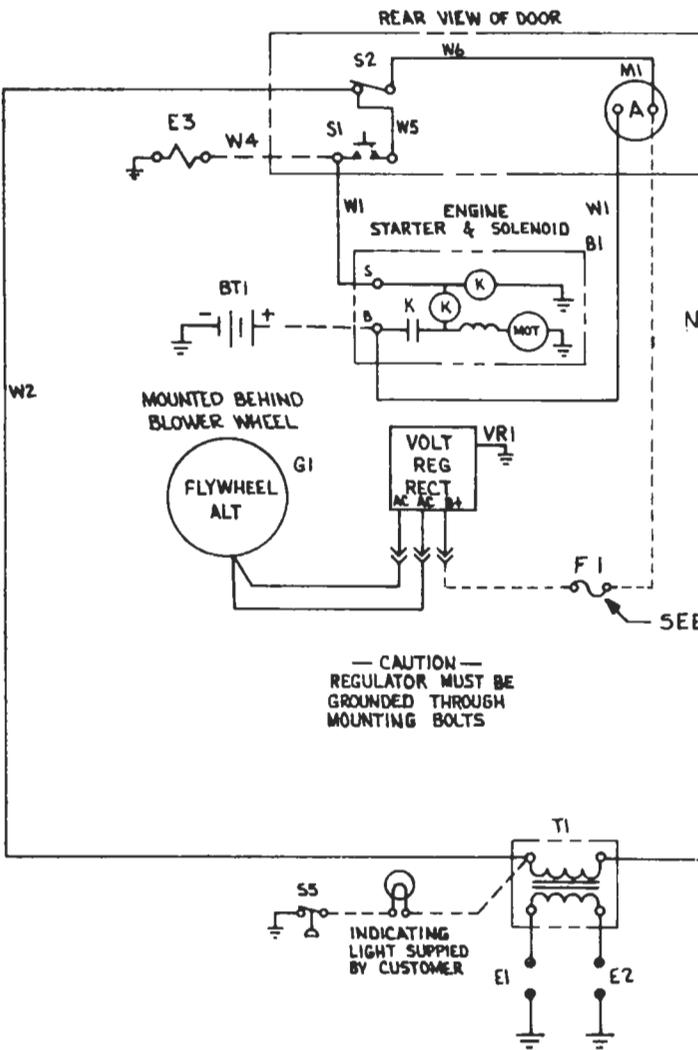 REAR VIEW OF DOOR
S2
W6
M1
A
E3
W4
S1
W5
W1
ENGINE
STARTER & SOLENOID
W1
B1
S
K
BT1
K
K
- +
B
MOT
W2
MOUNTED BEHIND
BLOWER WHEEL
G1
FLYWHEEL
ALT
VOLT
REG
RECT
VR1
AC AC B+
F1
SEE
N
— CAUTION —
REGULATOR MUST BE
GROUNDED THROUGH
MOUNTING BOLTS
T1
S5
INDICATING
LIGHT SUPPIED
BY CUSTOMER
E1
E2